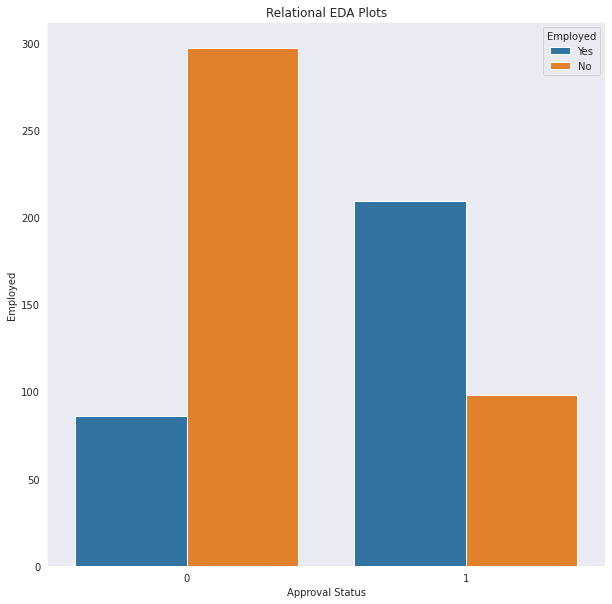 Relational EDA Plots
Employed
Yes
No
300
250
200
150
100
50
0
Employed
0
1
Approval Status